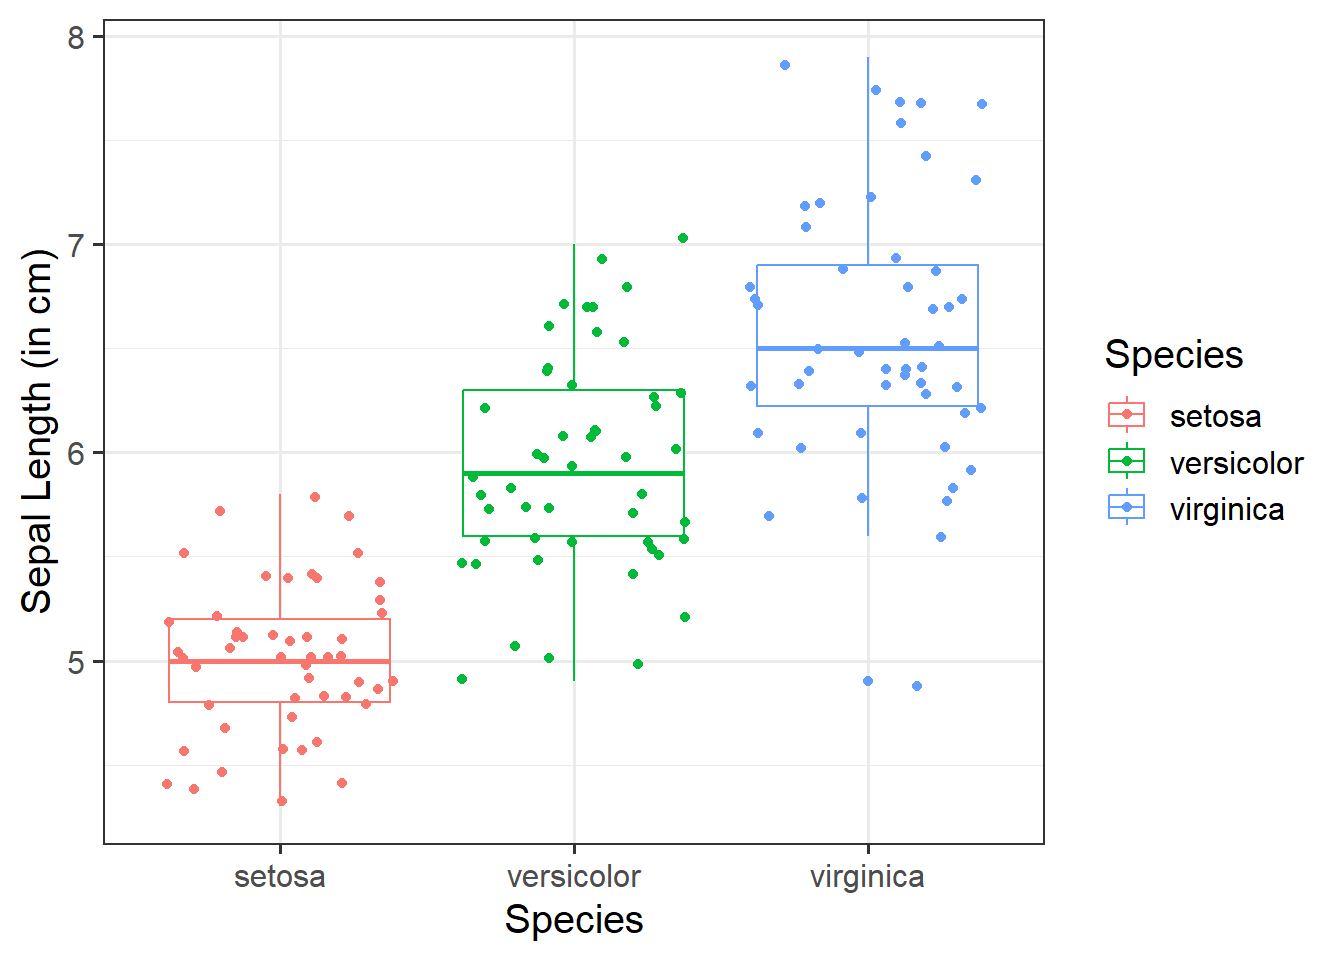 8
7
6
5
Sepal Length (in cm)
setosa
versicolor
virginica
Species
Species
setosa
versicolor
virginica